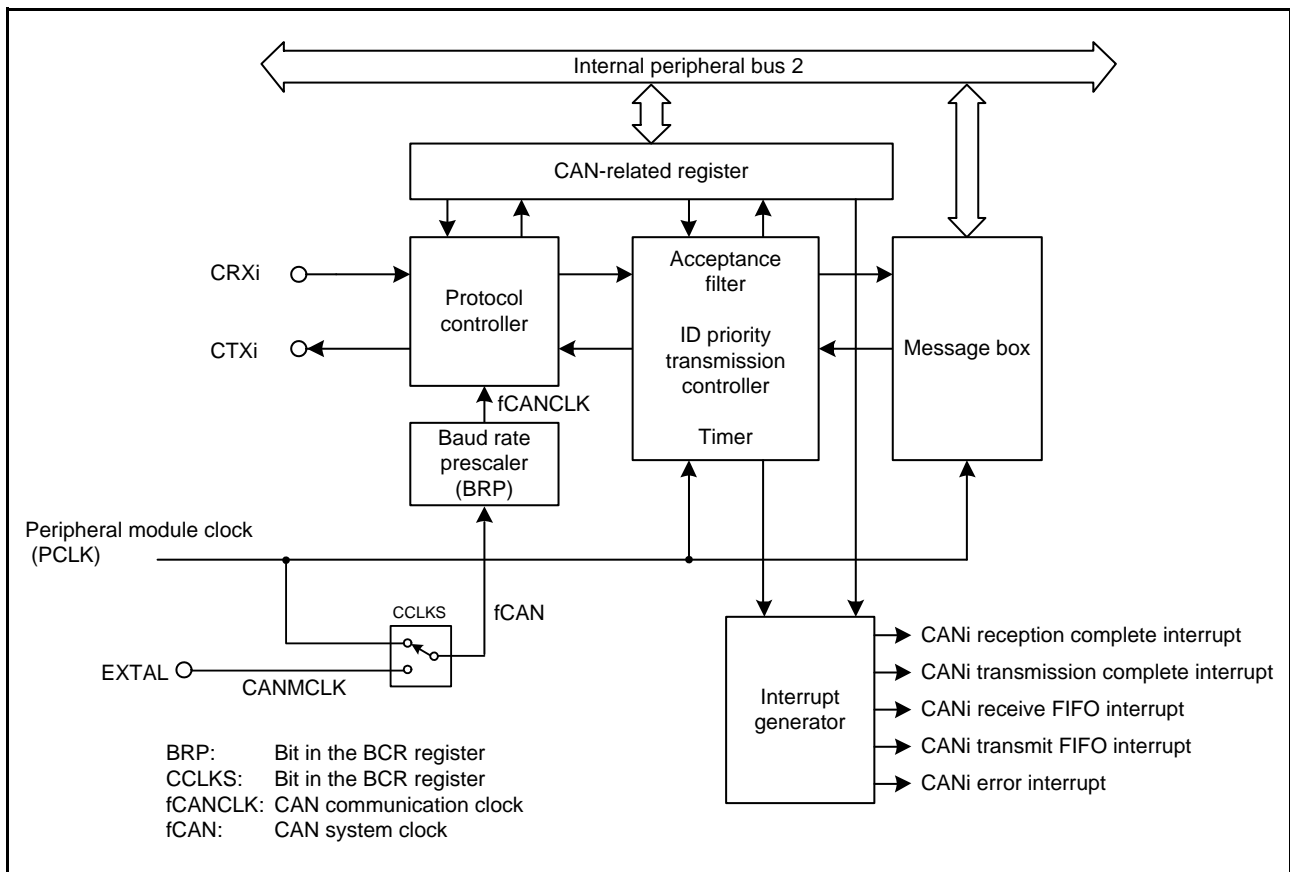 Internal peripheral bus 2
CAN-related register
CRXi
CTXi
Protocol
controller
Acceptance
filter
ID priority
transmission
controller
Timer
Message box
fCANCLK
Baud rate
prescaler
(BRP)
Peripheral module clock
(PCLK)
CCLKS
fCAN
EXTAL
CANMCLK
Interrupt
generator
CANi reception complete interrupt
CANi transmission complete interrupt
CANi receive FIFO interrupt
CANi transmit FIFO interrupt
CANi error interrupt
BRP: Bit in the BCR register
CCLKS: Bit in the BCR register
fCANCLK: CAN communication clock
fCAN: CAN system clock